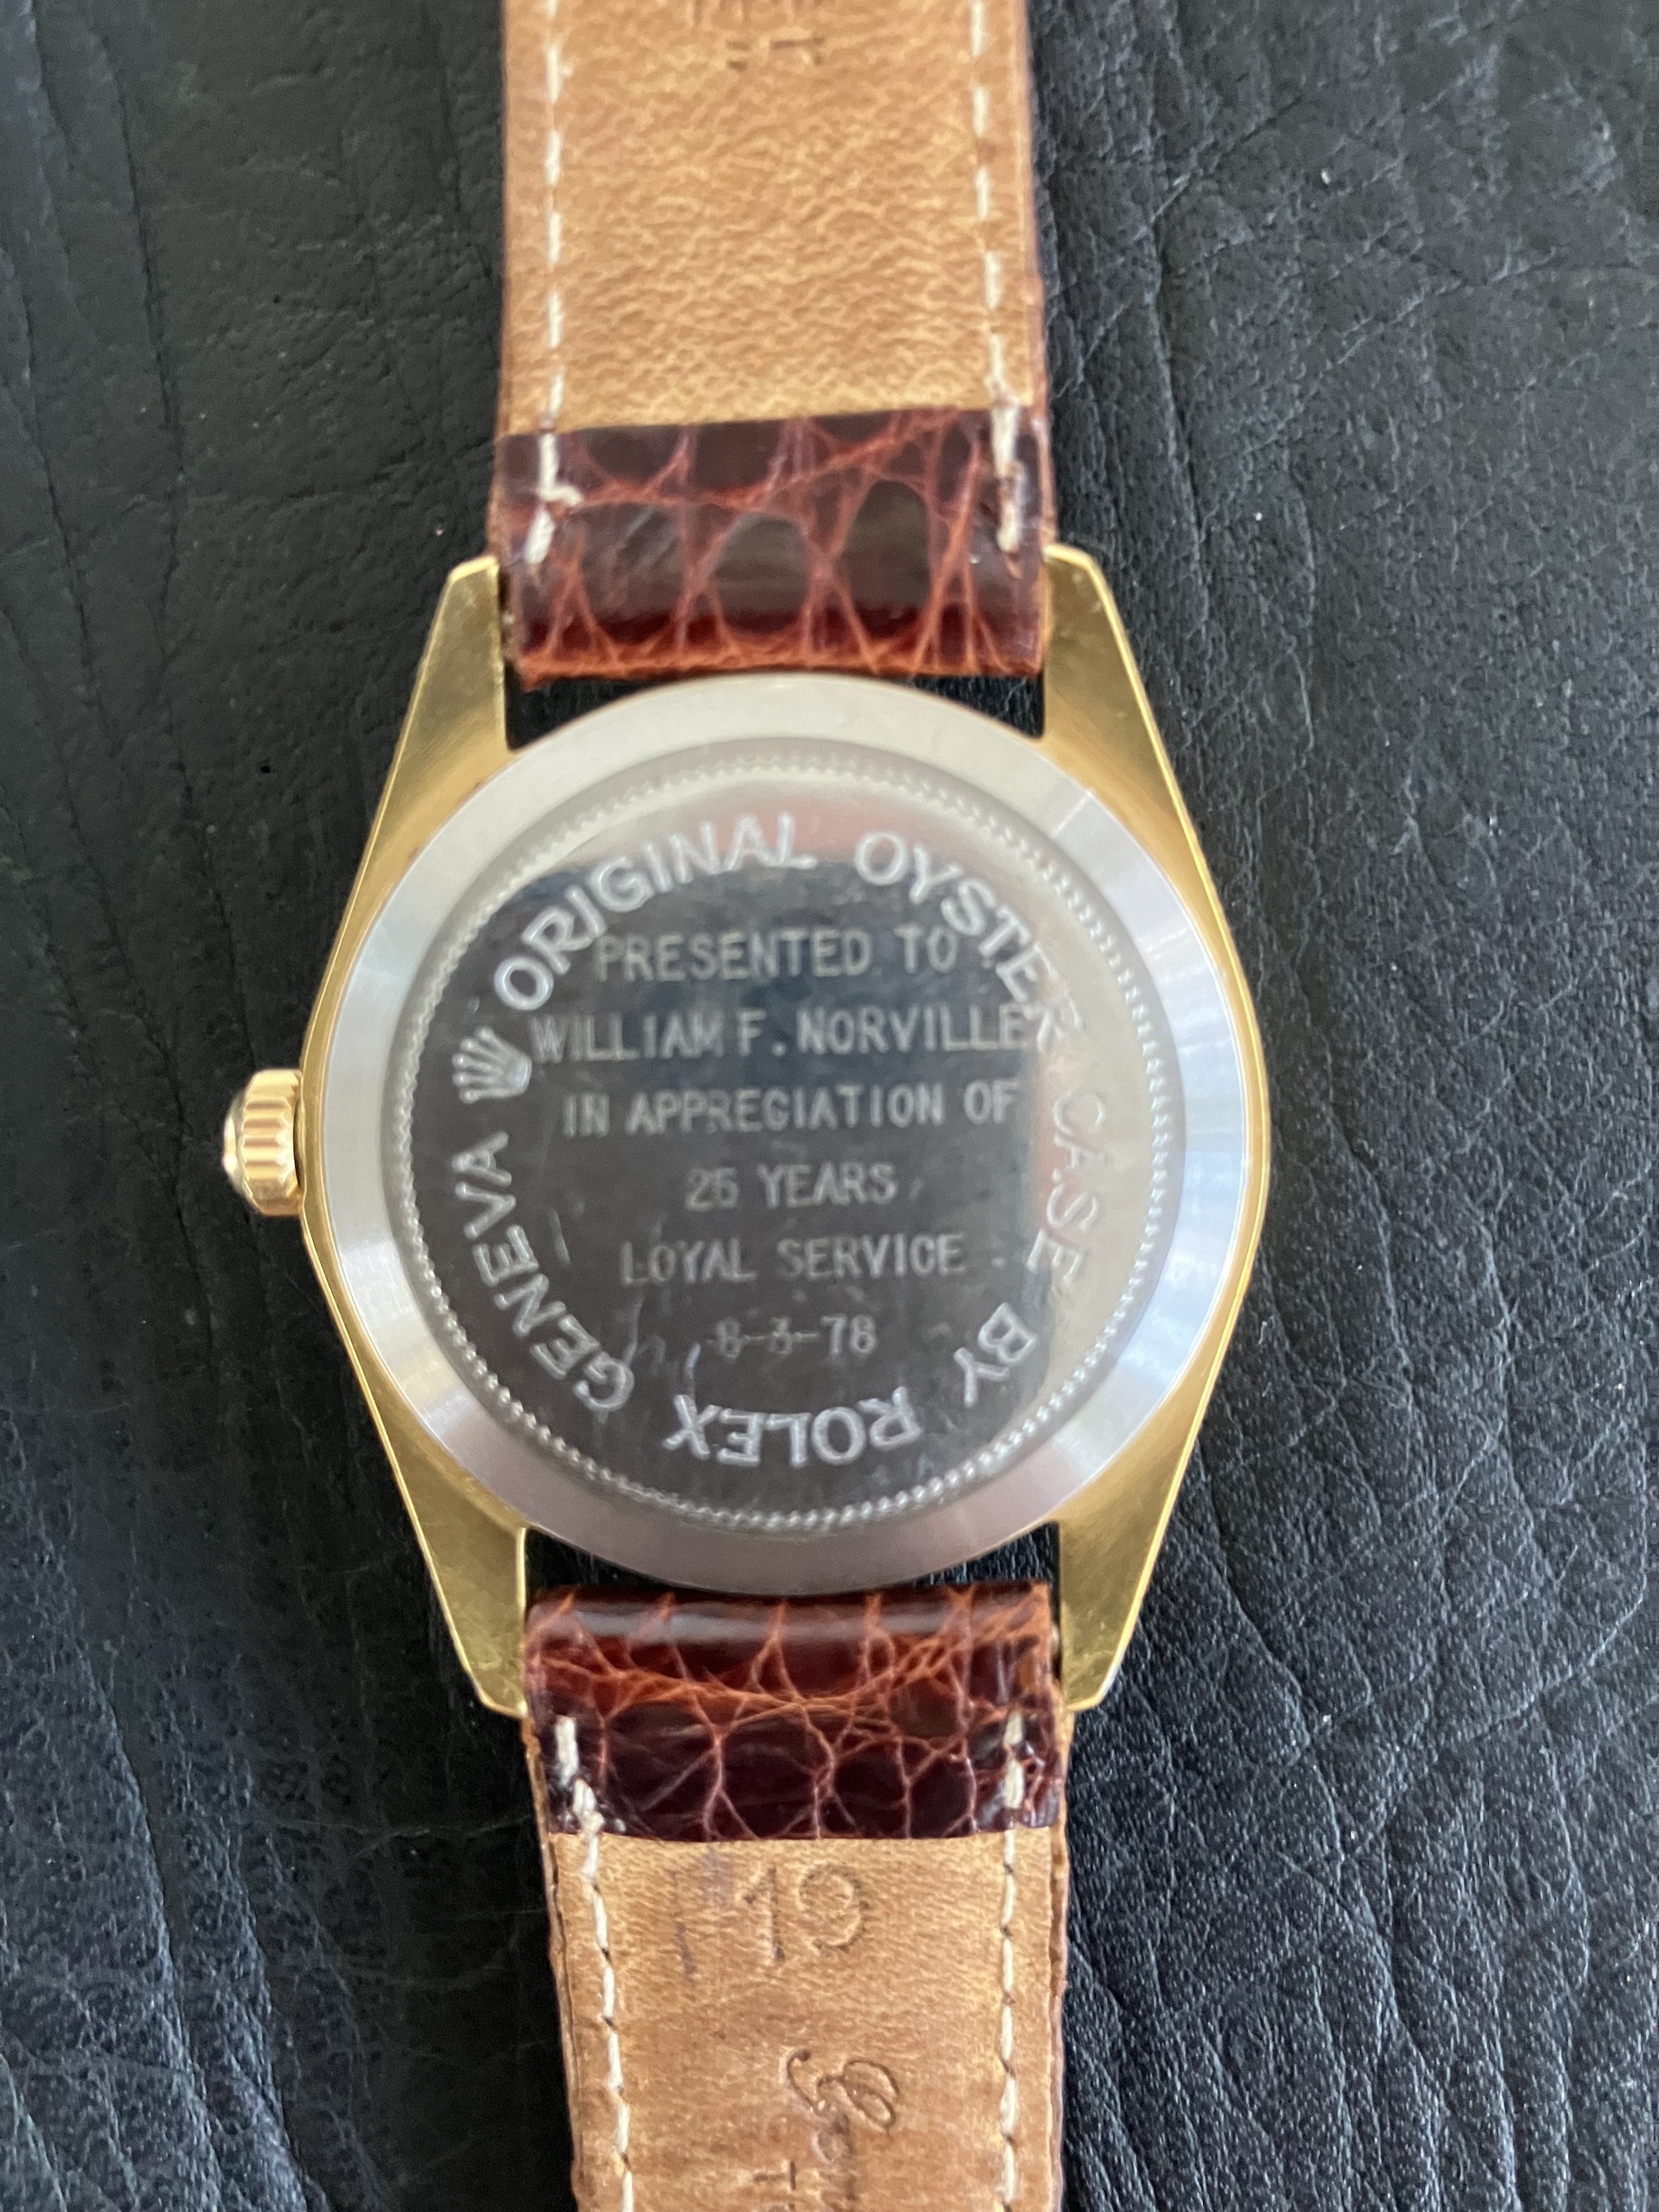 ORIGINAL OYSTER CASE BY ROLEX GENEVA
PRESENTED TO
WILLIAM F. NORVILLE
IN APPRECIATION OF
25 YEARS
LOYAL SERVICE
8-3-78
19